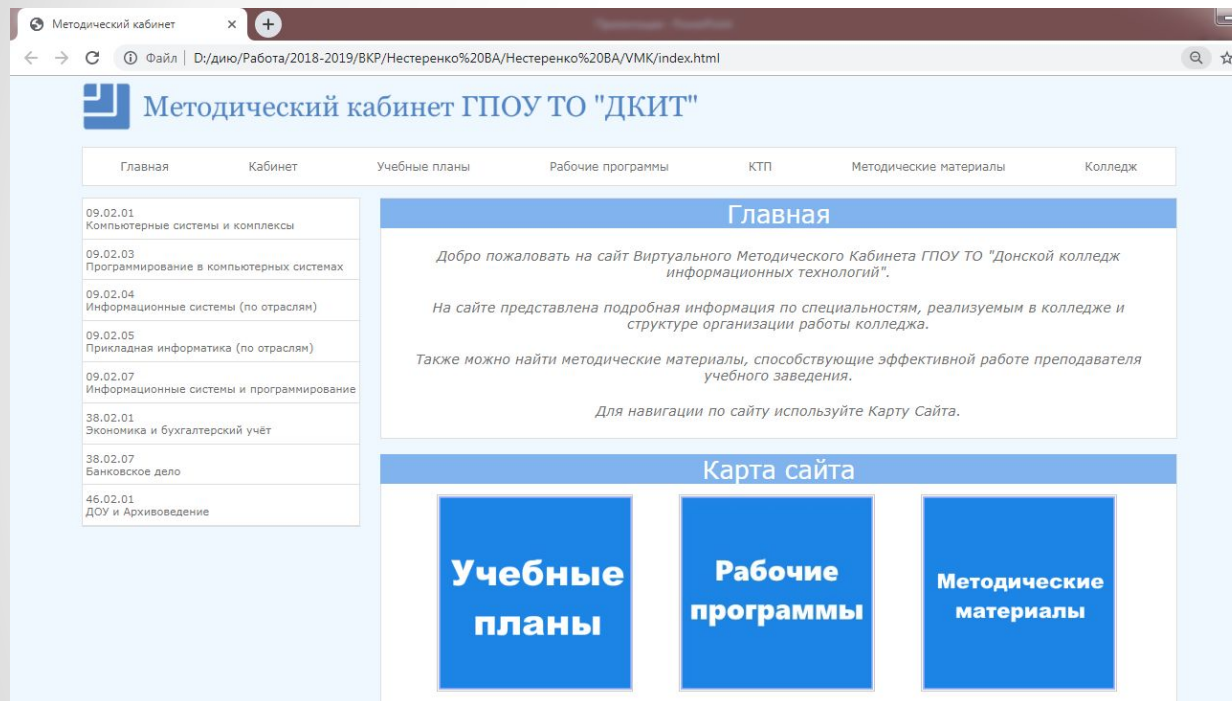 Методический кабинет
Файл | D:/дию/Работа/2018-2019/ВКР/Нестеренко%20ВА/Нестеренко%20ВА/VMK/index.html
Методический кабинет ГПОУ ТО "ДКИТ"
Главная Кабинет Учебные планы Рабочие программы КТП Методические материалы Колледж
09.02.01
Компьютерные системы и комплексы
09.02.03
Программирование в компьютерных системах
09.02.04
Информационные системы (по отраслям)
09.02.05
Прикладная информатика (по отраслям)
09.02.07
Информационные системы и программирование
38.02.01
Экономика и бухгалтерский учёт
38.02.07
Банковское дело
46.02.01
ДОУ и Архивоведение
Главная
Добро пожаловать на сайт Виртуального Методического Кабинета ГПОУ ТО "Донской колледж
информационных технологий".
На сайте представлена подробная информация по специальностям, реализуемым в колледже и
структуре организации работы колледжа.
Также можно найти методические материалы, способствующие эффективной работе преподавателя
учебного заведения.
Для навигации по сайту используйте Карту Сайта.
Карта сайта
Учебные
планы
Рабочие
программы
Методические
материалы